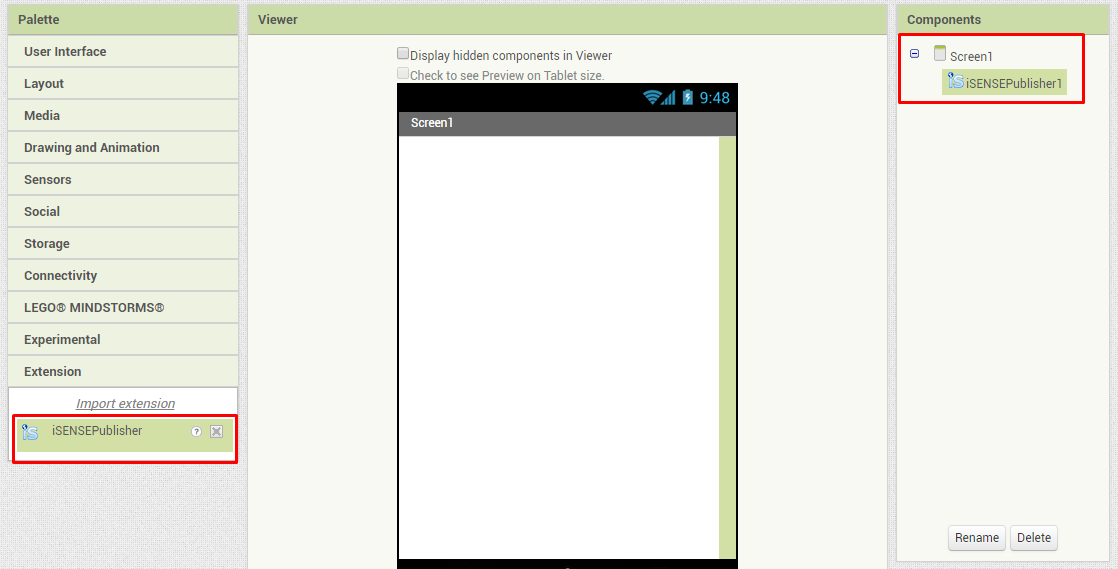 Palette
User Interface
Layout
Media
Drawing and Animation
Sensors
Social
Storage
Connectivity
LEGO® MINDSTORMS®
Experimental
Extension
Import extension
iSENSEPublisher
?
Viewer
Display hidden components in Viewer
Check to see Preview on Tablet size.
9:48
Screen1
Components
Screen1
iSENSEPublisher1
Rename Delete